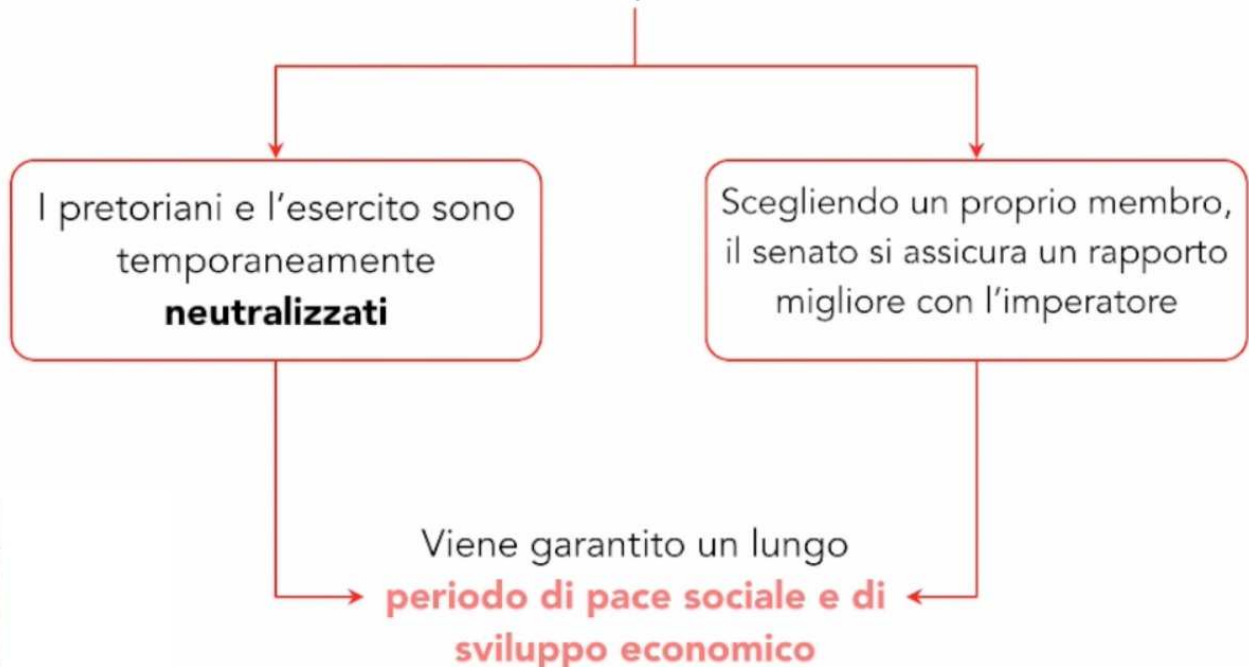 I pretoriani e l'esercito sono
temporaneamente
neutralizzati
Scegliendo un proprio membro,
il senato si assicura un rapporto
migliore con l'imperatore
Viene garantito un lungo
periodo di pace sociale e di
sviluppo economico